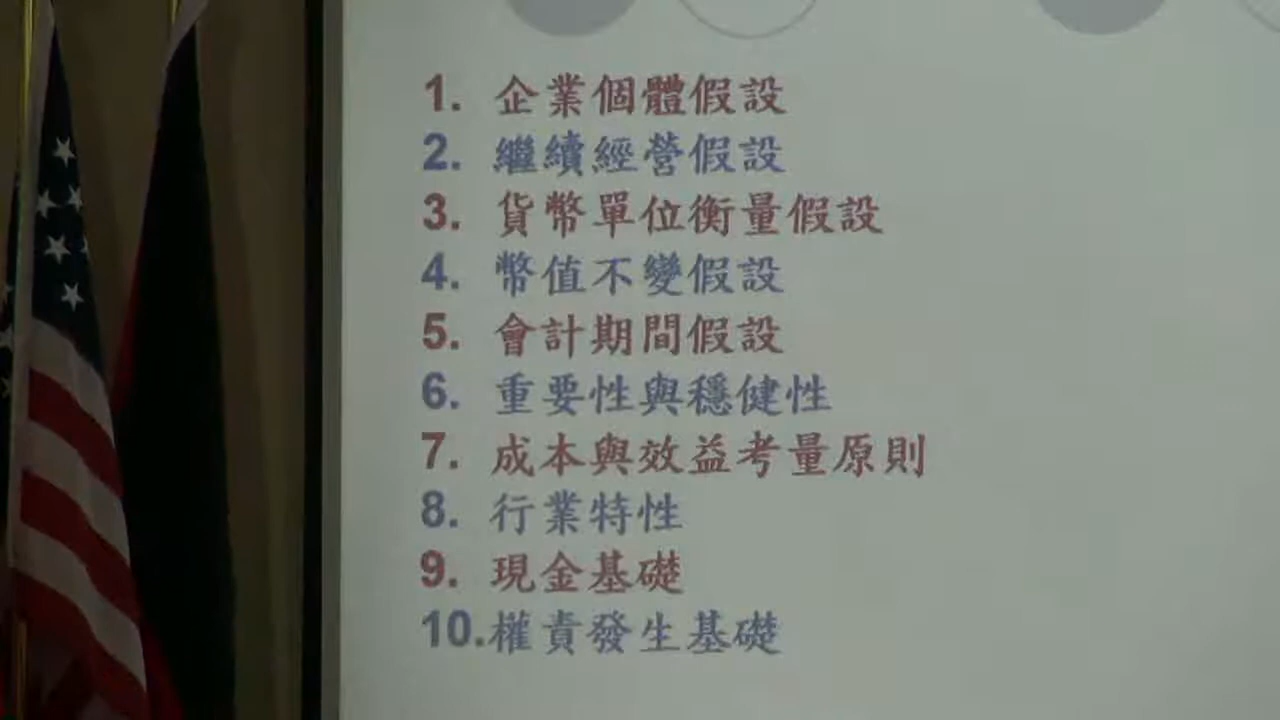 1. 企業個體假設
2. 繼續經營假設
3. 貨幣單位衡量假設
4. 幣值不變假設
5. 會計期間假設
6. 重要性與穩健性
7. 成本與效益考量原則
8. 行業特性
9. 現金基礎
10.權責發生基礎